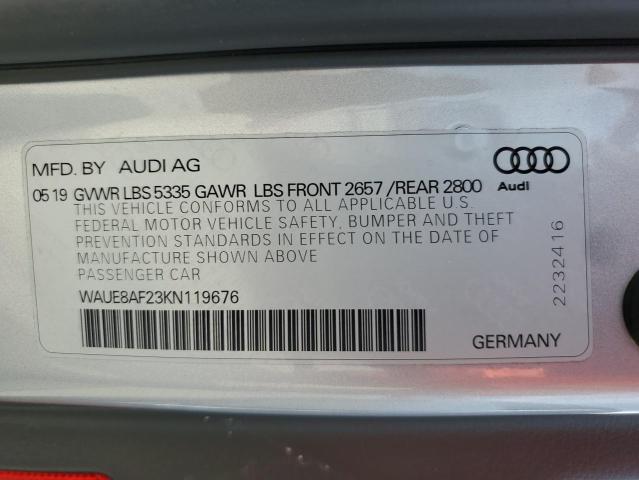 MFD. BY AUDI AG
Audi
05 19 GVWR LBS 5335 GAWR LBS FRONT 2657 /REAR 2800
THIS VEHICLE CONFORMS TO ALL APPLICABLE U.S.
FEDERAL MOTOR VEHICLE SAFETY, BUMPER AND THEFT
PREVENTION STANDARDS IN EFFECT ON THE DATE OF
MANUFACTURE SHOWN ABOVE
PASSENGER CAR
WAUE8AF23KN119676
2232416
GERMANY